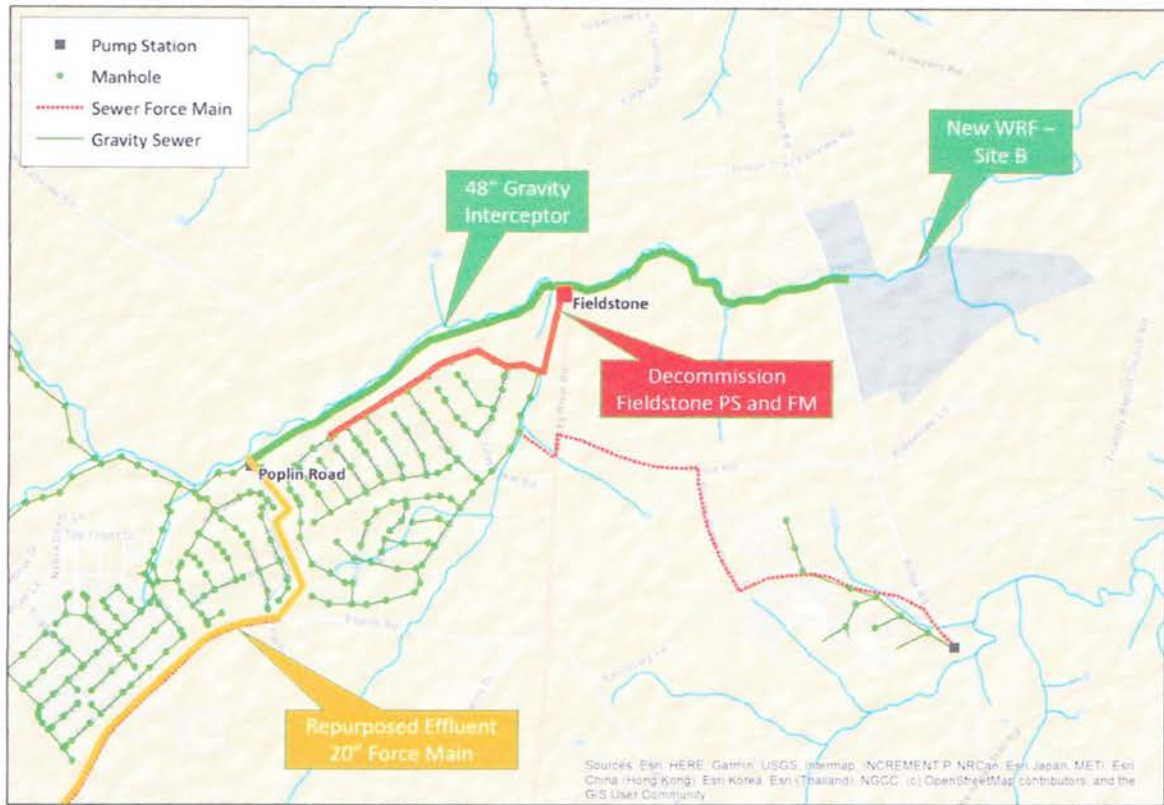 Pump Station
Manhole
Sewer Force Main
Gravity Sewer
New WRF –
Site B
48" Gravity
Interceptor
Fieldstone
Decommission
Fieldstone PS and FM
Poplin Road
Repurposed Effluent
20" Force Main
Sources: Esri, HERE, Garmin, USGS, Intermap, INCREMENT P, NRCan, Esri Japan, METI, Esri
China (Hong Kong), Esri Korea, Esri (Thailand), NGCC, (c) OpenStreetMap contributors, and the
GIS User Community